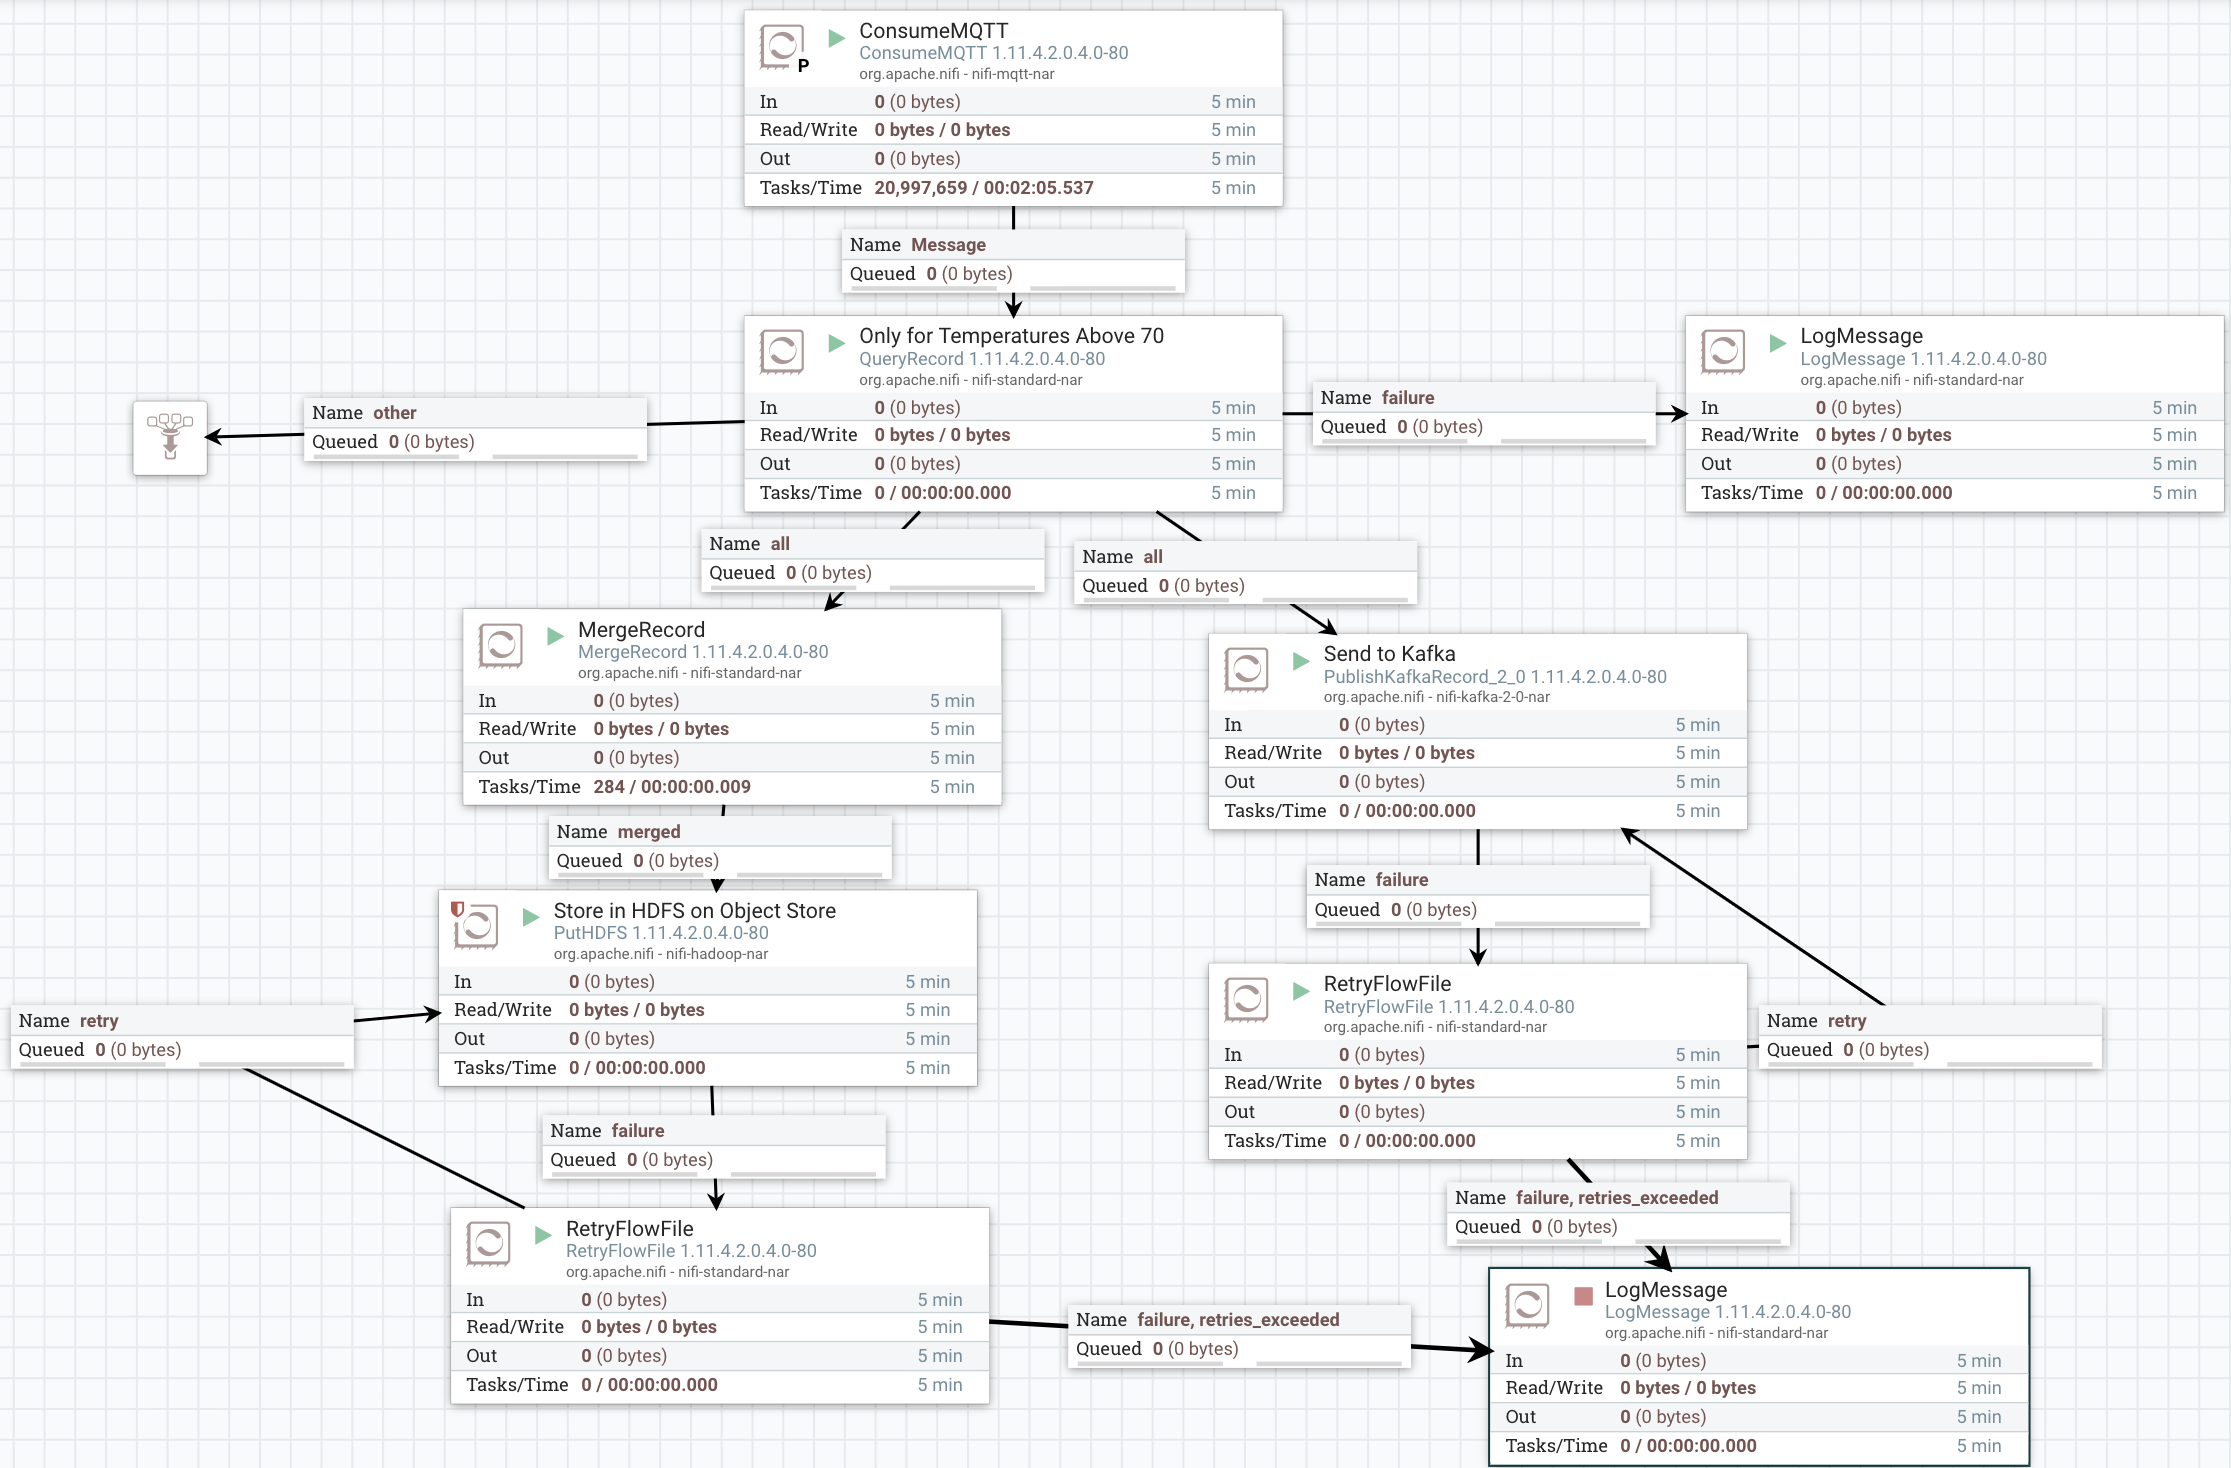 ConsumeMQTT
ConsumeMQTT 1.11.4.2.0.4.0-80
org.apache.nifi - nifi-mqtt-nar
P
In 0 (0 bytes) 5 min
Read/Write 0 bytes / 0 bytes 5 min
Out 0 (0 bytes) 5 min
Tasks/Time 20,997,659 / 00:02:05.537 5 min
Name Message
Queued 0 (0 bytes)
Only for Temperatures Above 70
QueryRecord 1.11.4.2.0.4.0-80
org.apache.nifi - nifi-standard-nar
In 0 (0 bytes) 5 min
Read/Write 0 bytes / 0 bytes 5 min
Out 0 (0 bytes) 5 min
Tasks/Time 0 / 00:00:00.000 5 min
Name other
Queued 0 (0 bytes)
Name failure
Queued 0 (0 bytes)
LogMessage
LogMessage 1.11.4.2.0.4.0-80
org.apache.nifi - nifi-standard-nar
In 0 (0 bytes) 5 min
Read/Write 0 bytes / 0 bytes 5 min
Out 0 (0 bytes) 5 min
Tasks/Time 0 / 00:00:00.000 5 min
Name all
Queued 0 (0 bytes)
Name all
Queued 0 (0 bytes)
MergeRecord
MergeRecord 1.11.4.2.0.4.0-80
org.apache.nifi - nifi-standard-nar
In 0 (0 bytes) 5 min
Read/Write 0 bytes / 0 bytes 5 min
Out 0 (0 bytes) 5 min
Tasks/Time 284 / 00:00:00.009 5 min
Send to Kafka
PublishKafkaRecord_2_0 1.11.4.2.0.4.0-80
org.apache.nifi - nifi-kafka-2-0-nar
In 0 (0 bytes) 5 min
Read/Write 0 bytes / 0 bytes 5 min
Out 0 (0 bytes) 5 min
Tasks/Time 0 / 00:00:00.000 5 min
Name merged
Queued 0 (0 bytes)
Name failure
Queued 0 (0 bytes)
Store in HDFS on Object Store
PutHDFS 1.11.4.2.0.4.0-80
org.apache.nifi - nifi-hadoop-nar
In 0 (0 bytes) 5 min
Read/Write 0 bytes / 0 bytes 5 min
Out 0 (0 bytes) 5 min
Tasks/Time 0 / 00:00:00.000 5 min
Name retry
Queued 0 (0 bytes)
RetryFlowFile
RetryFlowFile 1.11.4.2.0.4.0-80
org.apache.nifi - nifi-standard-nar
In 0 (0 bytes) 5 min
Read/Write 0 bytes / 0 bytes 5 min
Out 0 (0 bytes) 5 min
Tasks/Time 0 / 00:00:00.000 5 min
Name retry
Queued 0 (0 bytes)
Name failure
Queued 0 (0 bytes)
Name failure, retries_exceeded
Queued 0 (0 bytes)
RetryFlowFile
RetryFlowFile 1.11.4.2.0.4.0-80
org.apache.nifi - nifi-standard-nar
In 0 (0 bytes) 5 min
Read/Write 0 bytes / 0 bytes 5 min
Out 0 (0 bytes) 5 min
Tasks/Time 0 / 00:00:00.000 5 min
Name failure, retries_exceeded
Queued 0 (0 bytes)
LogMessage
LogMessage 1.11.4.2.0.4.0-80
org.apache.nifi - nifi-standard-nar
In 0 (0 bytes) 5 min
Read/Write 0 bytes / 0 bytes 5 min
Out 0 (0 bytes) 5 min
Tasks/Time 0 / 00:00:00.000 5 min